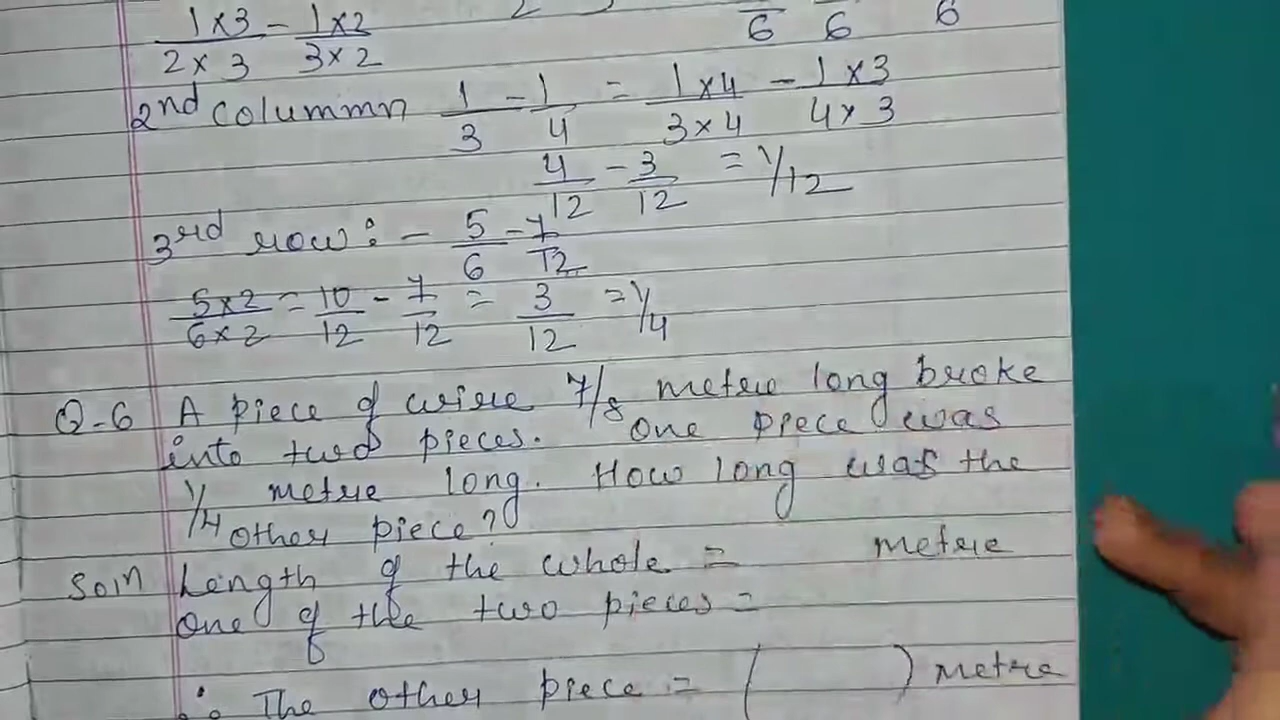 1×3/2×3 - 1×2/3×2
6 6 6
2nd colummn 1/3 - 1/4 = 1×4/3×4 - 1×3/4×3
4/12 - 3/12 = 1/12
3rd row:- 5/6 - 7/12
5×2/6×2 = 10/12 - 7/12 = 3/12 = 1/4
Q-6 A piece of wire 7/8 metre long broke
into two pieces. One piece was
1/4 metre long. How long was the
other piece?
Soln Length of the whole = metre
One of the two pieces =
∴ The other piece = ( ) metre